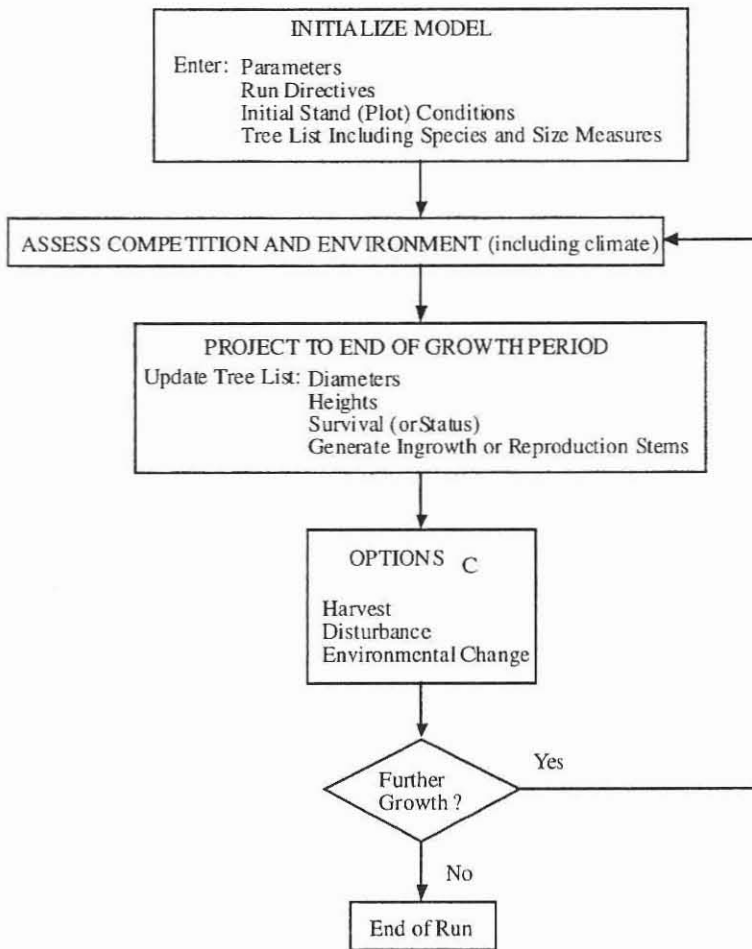 INITIALIZE MODEL
Enter: Parameters
Run Directives
Initial Stand (Plot) Conditions
Tree List Including Species and Size Measures
ASSESS COMPETITION AND ENVIRONMENT (including climate)
PROJECT TO END OF GROWTH PERIOD
Update Tree List: Diameters
Heights
Survival (or Status)
Generate Ingrowth or Reproduction Stems
OPTIONS C
Harvest
Disturbance
Environmental Change
Further
Growth ?
Yes
No
End of Run